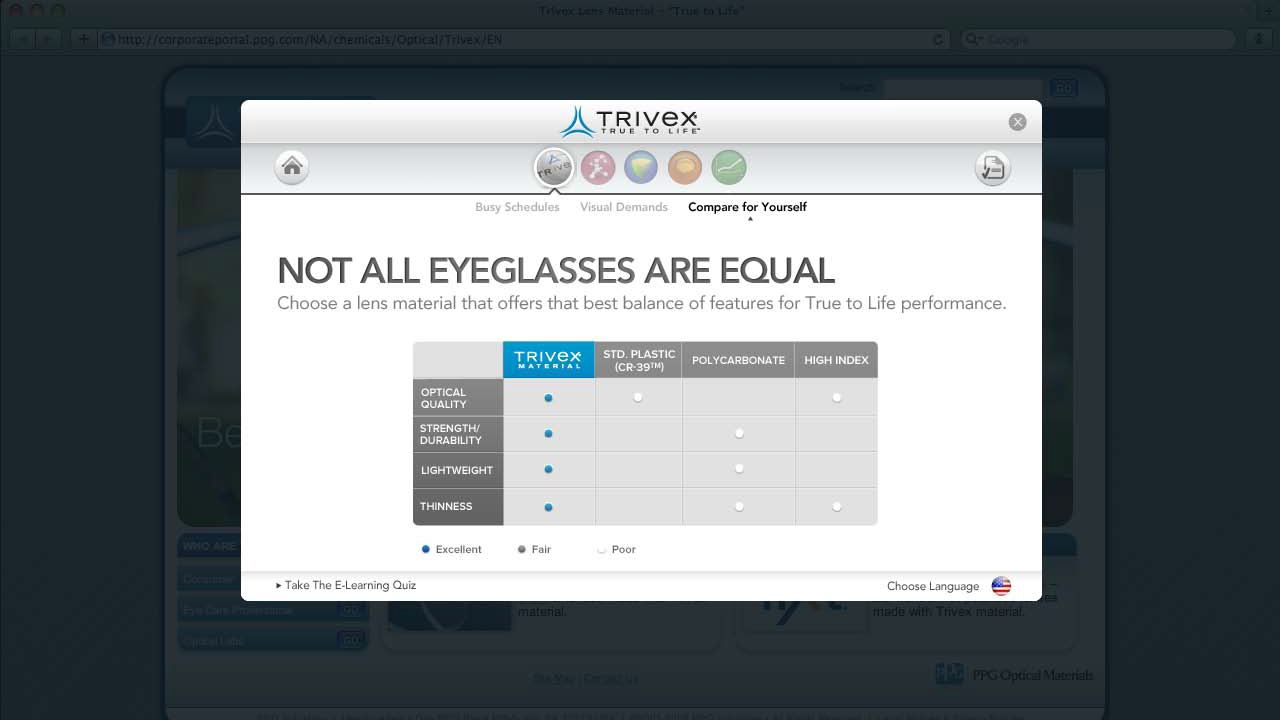 Trivex Lens Material - "True to Life"
http://corporateportal.ppg.com/NA/chemicals/Optical/Trivex/EN
Google
Search
GO
TRIVEX
TRUE TO LIFE™
Busy Schedules
Visual Demands
Compare for Yourself
NOT ALL EYEGLASSES ARE EQUAL
Choose a lens material that offers that best balance of features for True to Life performance.
TRIVEX MATERIAL
STD. PLASTIC (CR-39™)
POLYCARBONATE
HIGH INDEX
OPTICAL QUALITY
STRENGTH/ DURABILITY
LIGHTWEIGHT
THINNESS
Be
Excellent
Fair
Poor
WHO ARE
Consumer
Take The E-Learning Quiz
Choose Language
Eye Care Professional
GO
material.
made with Trivex material.
Optical Labs
GO
Site Map | Contact Us
PPG PPG Optical Materials